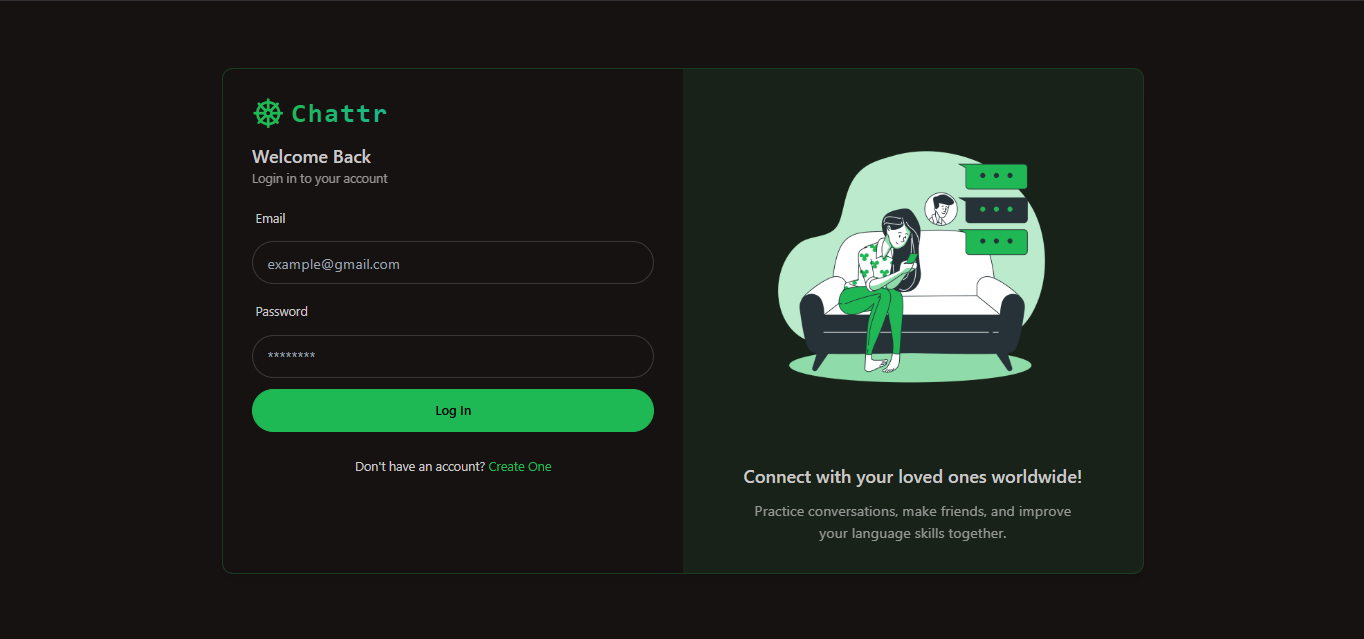 Chattr
Welcome Back
Login in to your account
Email
example@gmail.com
Password
********
Log In
Don't have an account? Create One
Connect with your loved ones worldwide!
Practice conversations, make friends, and improve
your language skills together.